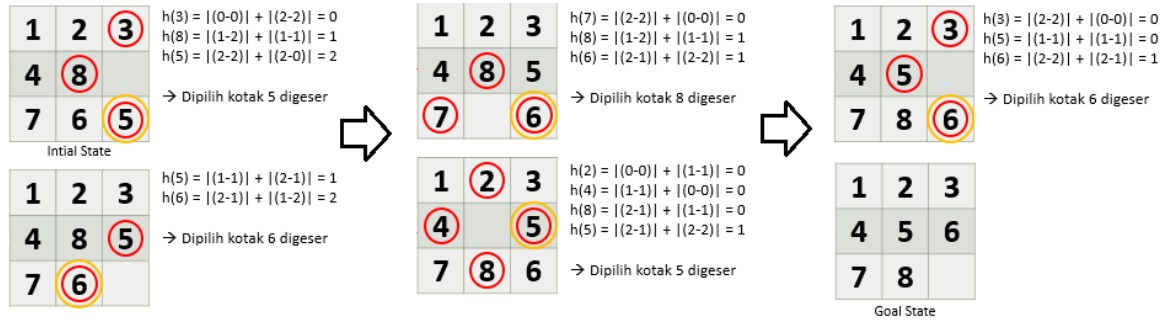 1 2 3
4 8
7 6 5
Intial State
h(3) = |(0-0)| + |(2-2)| = 0
h(8) = |(1-2)| + |(1-1)| = 1
h(5) = |(2-2)| + |(2-0)| = 2
→ Dipilih kotak 5 digeser
1 2 3
4 8 5
7 6
h(5) = |(1-1)| + |(2-1)| = 1
h(6) = |(2-1)| + |(1-2)| = 2
→ Dipilih kotak 6 digeser
1 2 3
4 8 5
7 6
h(7) = |(2-2)| + |(0-0)| = 0
h(8) = |(1-2)| + |(1-1)| = 1
h(6) = |(2-1)| + |(2-2)| = 1
→ Dipilih kotak 8 digeser
1 2 3
4 5
7 8 6
h(2) = |(0-0)| + |(1-1)| = 0
h(4) = |(1-1)| + |(0-0)| = 0
h(8) = |(2-1)| + |(1-1)| = 0
h(5) = |(2-1)| + |(2-2)| = 1
→ Dipilih kotak 5 digeser
1 2 3
4 5
7 8 6
h(3) = |(2-2)| + |(0-0)| = 0
h(5) = |(1-1)| + |(1-1)| = 0
h(6) = |(2-2)| + |(2-1)| = 1
→ Dipilih kotak 6 digeser
1 2 3
4 5 6
7 8
Goal State